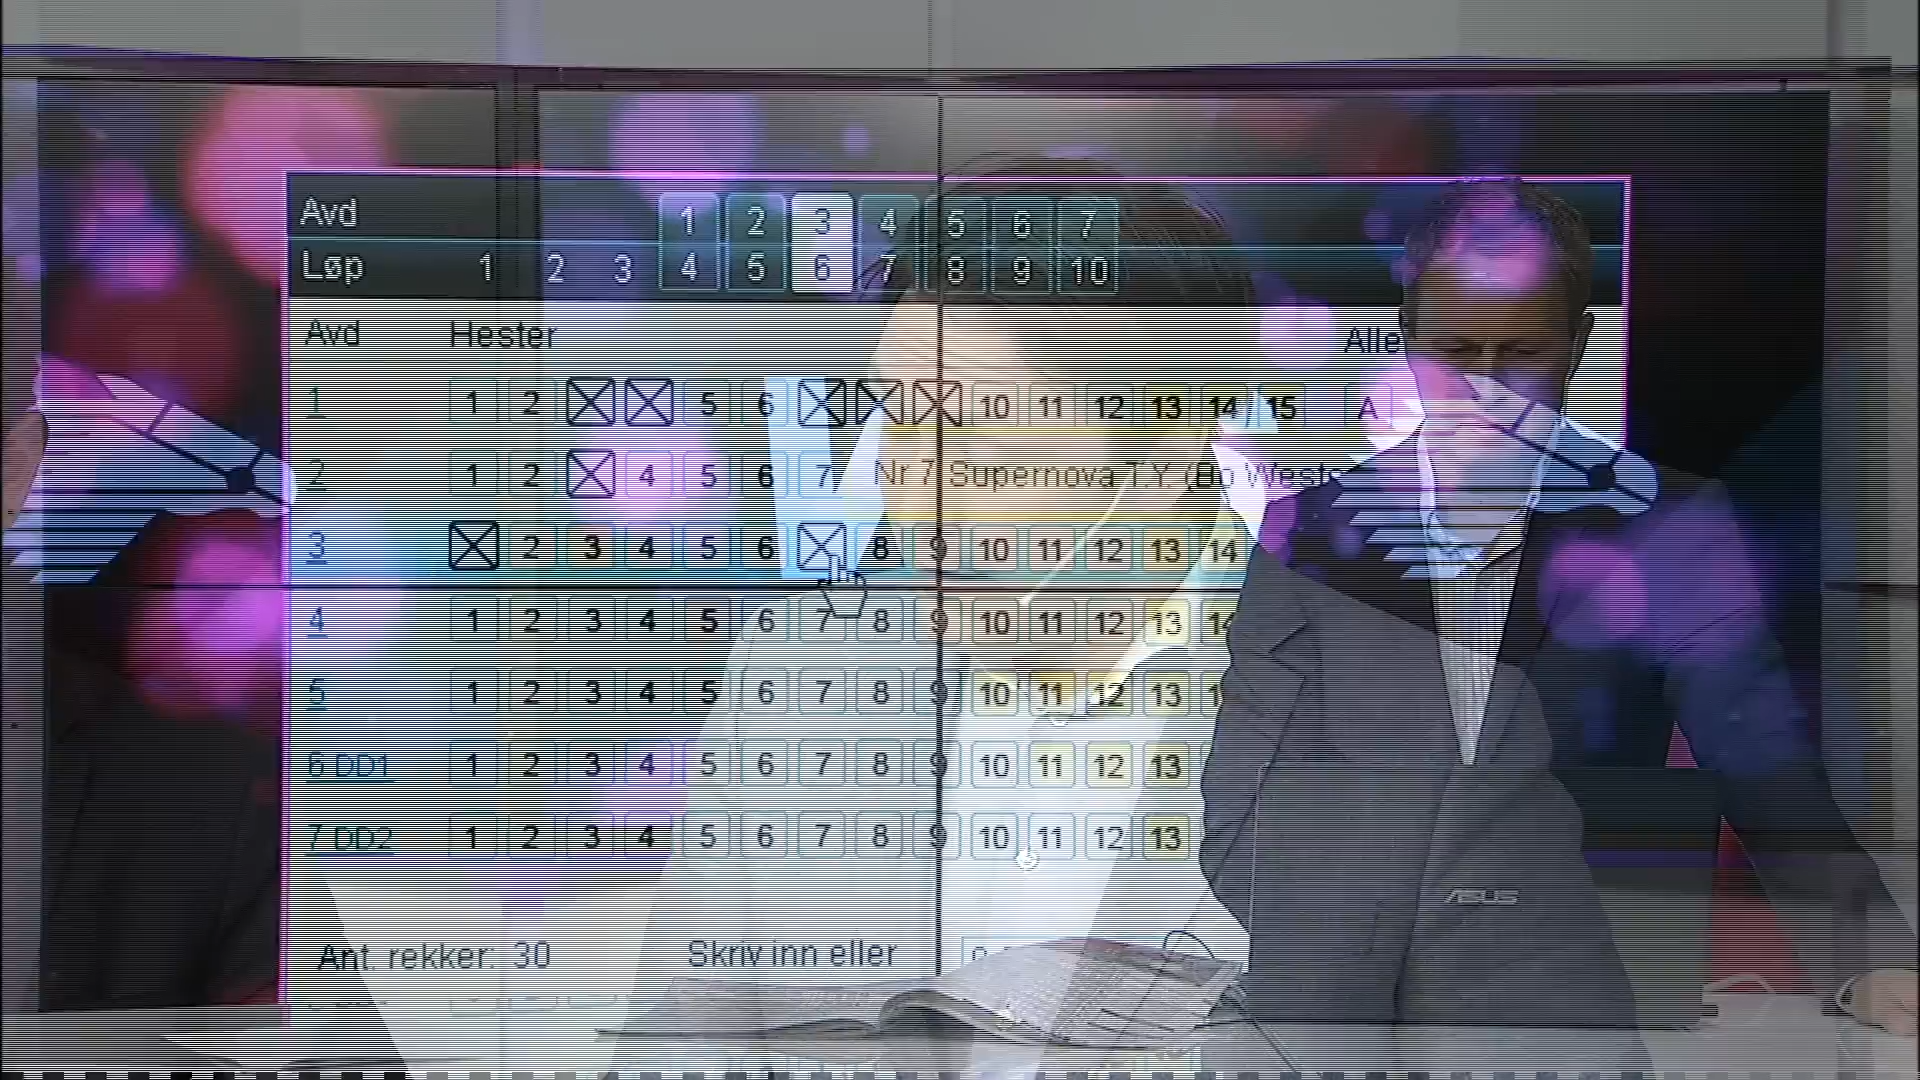 Avd 1 2 3 4 5 6 7
Løp 1 2 3 4 5 6 7 8 9 10
Avd Hester Alle
1 1 2 5 6 10 11 12 13 14 15 A
2 1 2 4 5 6 7 Nr 7 Supernova T.Y. (Bo Westr
3 1 2 3 4 5 6 8 9 10 11 12 13 14
4 1 2 3 4 5 6 7 8 9 10 11 12 13 14
5 1 2 3 4 5 6 7 8 9 10 11 12 13
6 DD1 1 2 3 4 5 6 7 8 9 10 11 12 13
7 DD2 1 2 3 4 5 6 7 8 9 10 11 12 13
ASUS
Ant. rekker: 30 Skriv inn eller